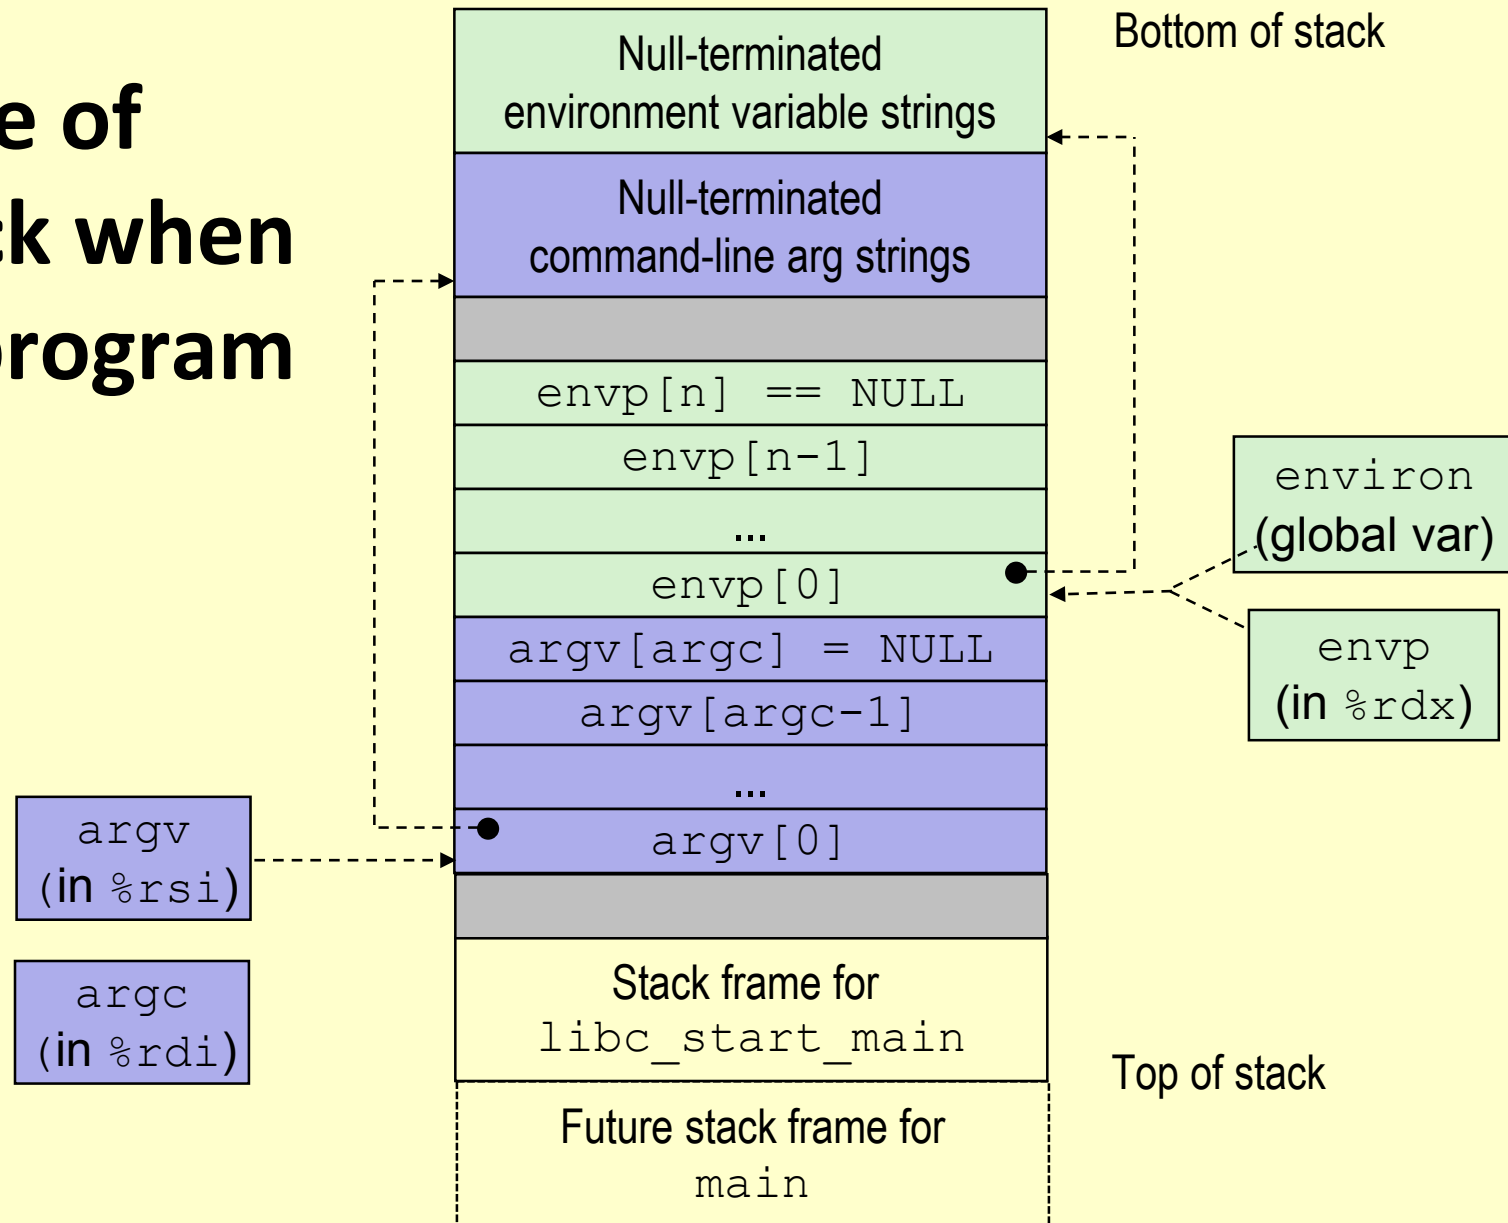 e of
ck when
program
Bottom of stack
Null-terminated
environment variable strings
Null-terminated
command-line arg strings
envp[n] == NULL
envp[n-1]
...
envp[0]
argv[argc] = NULL
argv[argc-1]
...
argv[0]
environ
(global var)
envp
(in %rdx)
argv
(in %rsi)
argc
(in %rdi)
Stack frame for
libc_start_main
Top of stack
Future stack frame for
main